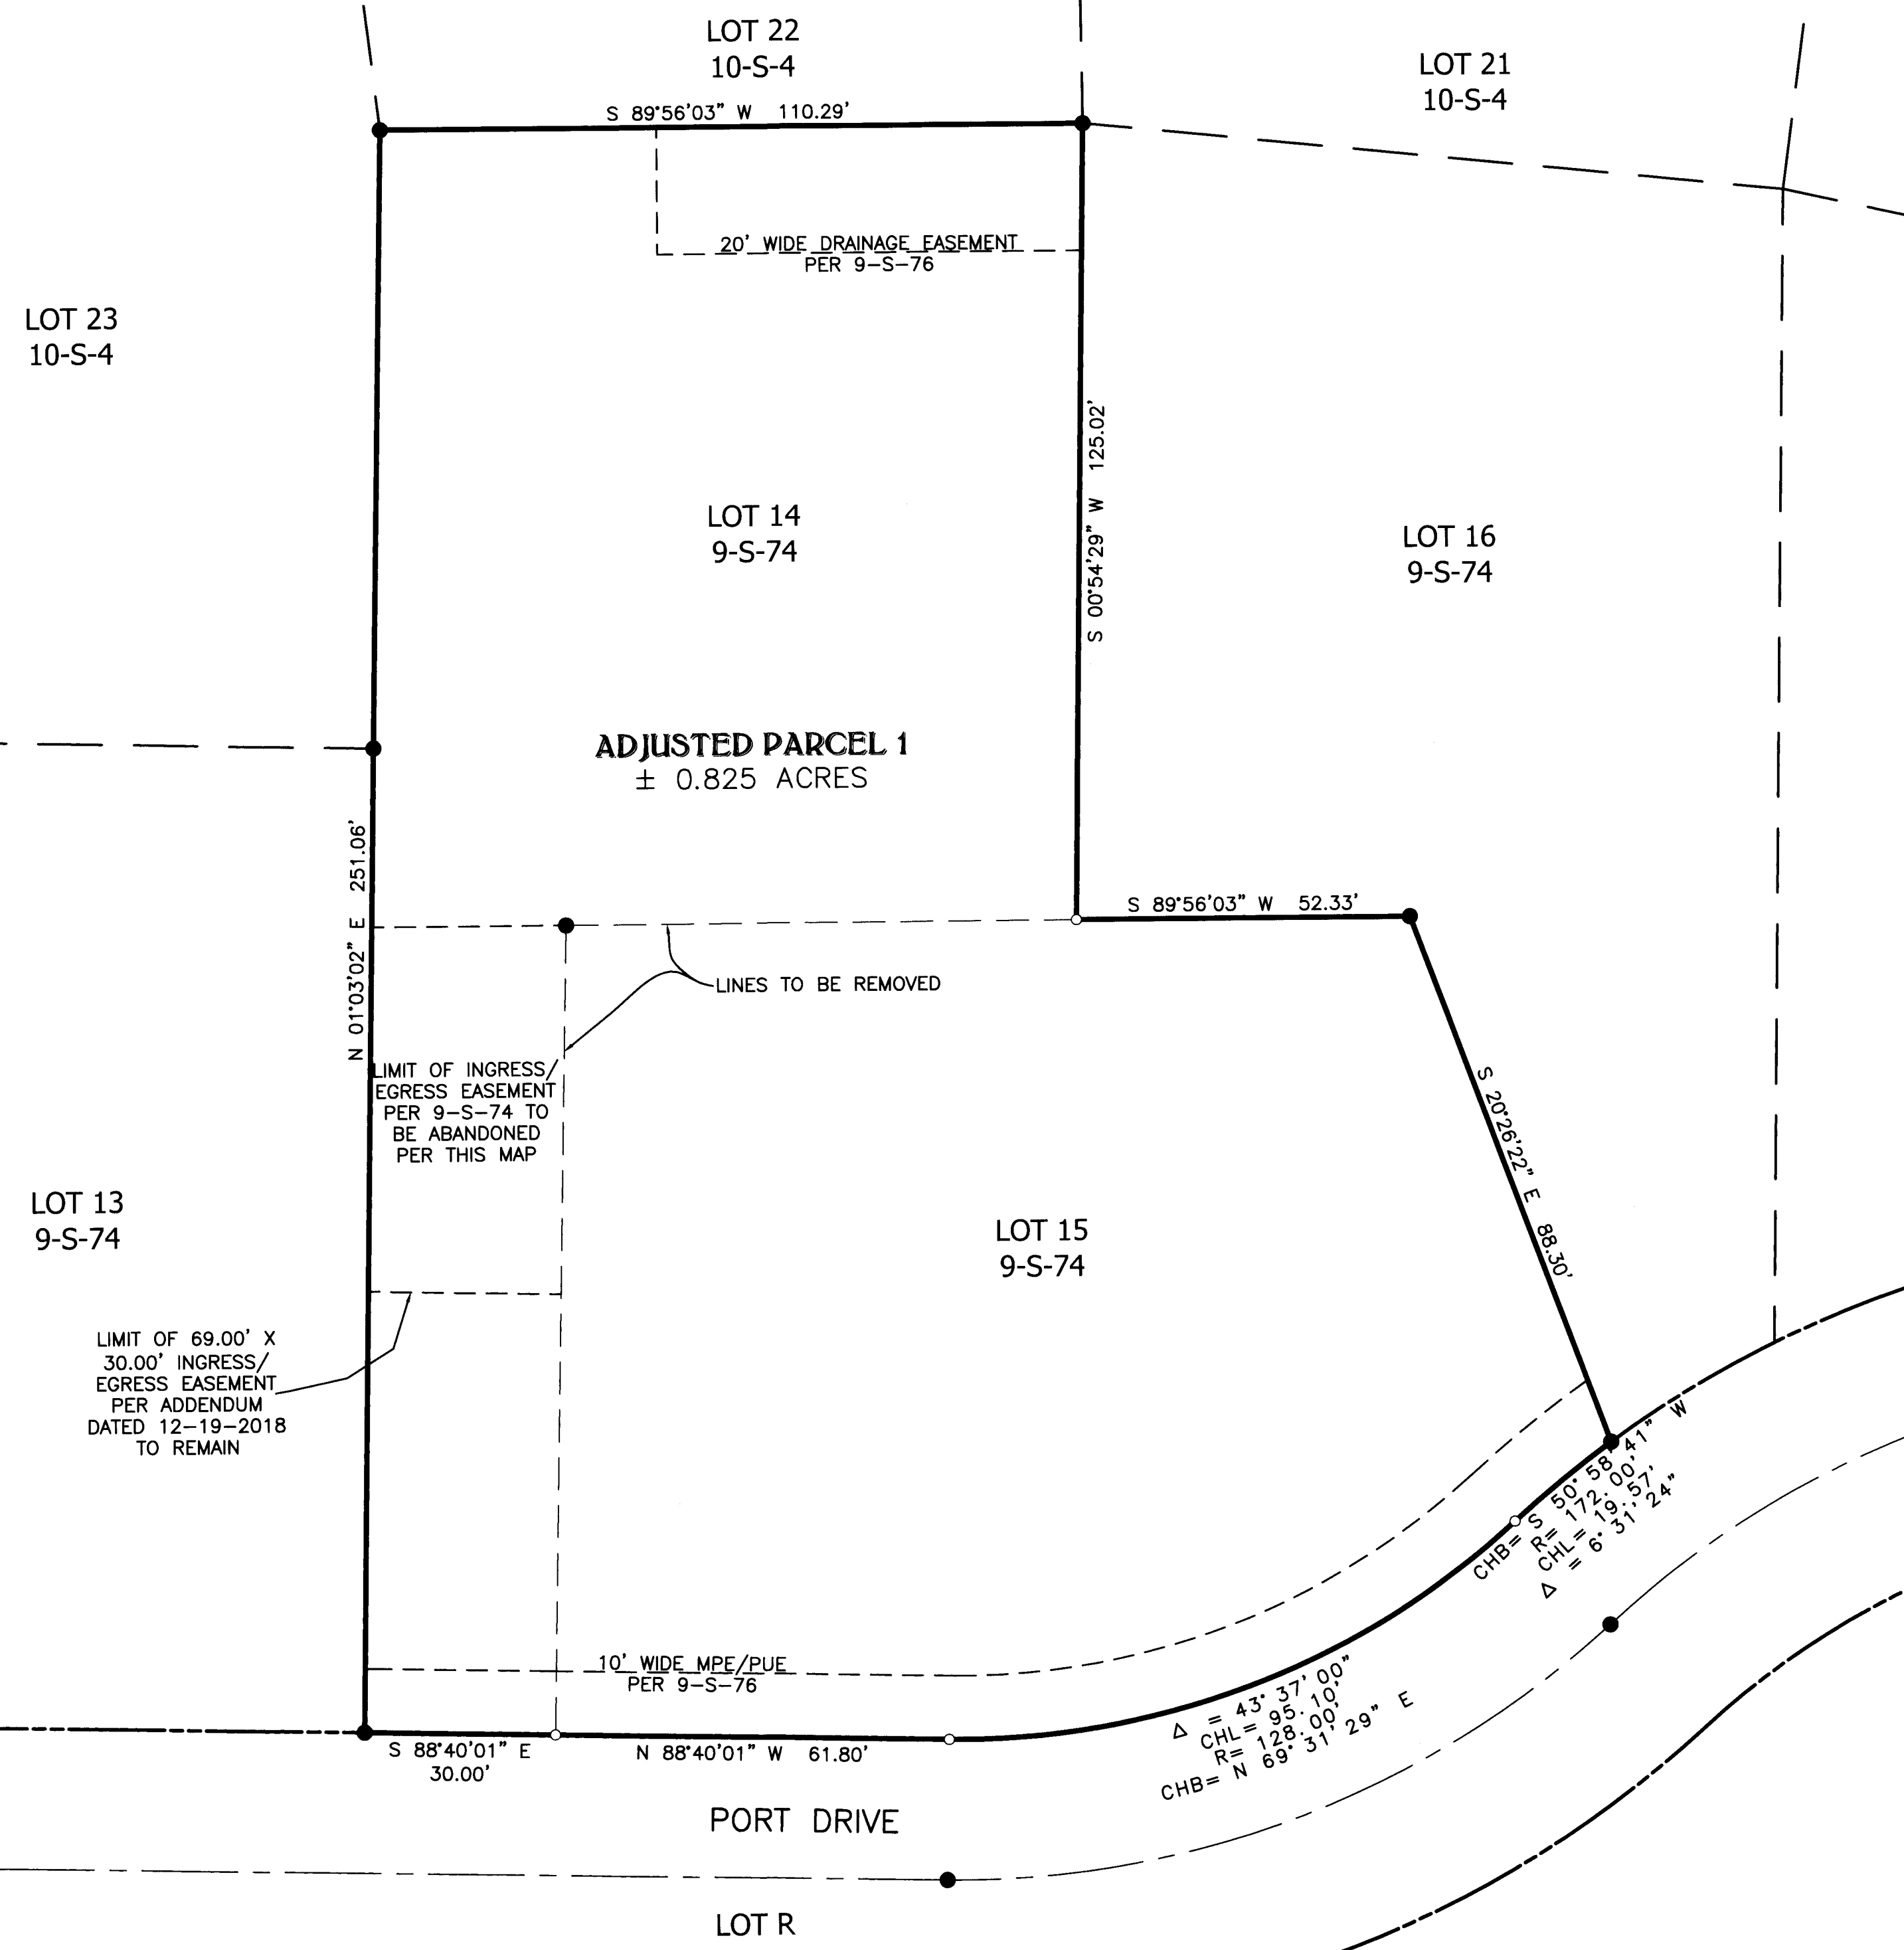 LOT 22
10-S-4
LOT 21
10-S-4
S 89°56'03" W 110.29'
20' WIDE DRAINAGE EASEMENT
PER 9-S-76
LOT 23
10-S-4
S 00°54'29" W 125.02'
LOT 14
9-S-74
LOT 16
9-S-74
ADJUSTED PARCEL 1
± 0.825 ACRES
N 01°03'02" E 251.06'
S 89°56'03" W 52.33'
LINES TO BE REMOVED
LIMIT OF INGRESS/
EGRESS EASEMENT
PER 9-S-74 TO
BE ABANDONED
PER THIS MAP
S 20°26'22" E 88.30'
LOT 13
9-S-74
LOT 15
9-S-74
LIMIT OF 69.00' X
30.00' INGRESS/
EGRESS EASEMENT
PER ADDENDUM
DATED 12-19-2018
TO REMAIN
CHB= S 50° 58' 41" W
R= 172.00'
CHL= 19.57'
Δ = 6° 31' 24"
10' WIDE MPE/PUE
PER 9-S-76
Δ = 43° 37' 00"
CHL= 95.10'
R= 128.00'
CHB= N 69° 31' 29" E
S 88°40'01" E
30.00'
N 88°40'01" W 61.80'
PORT DRIVE
LOT R